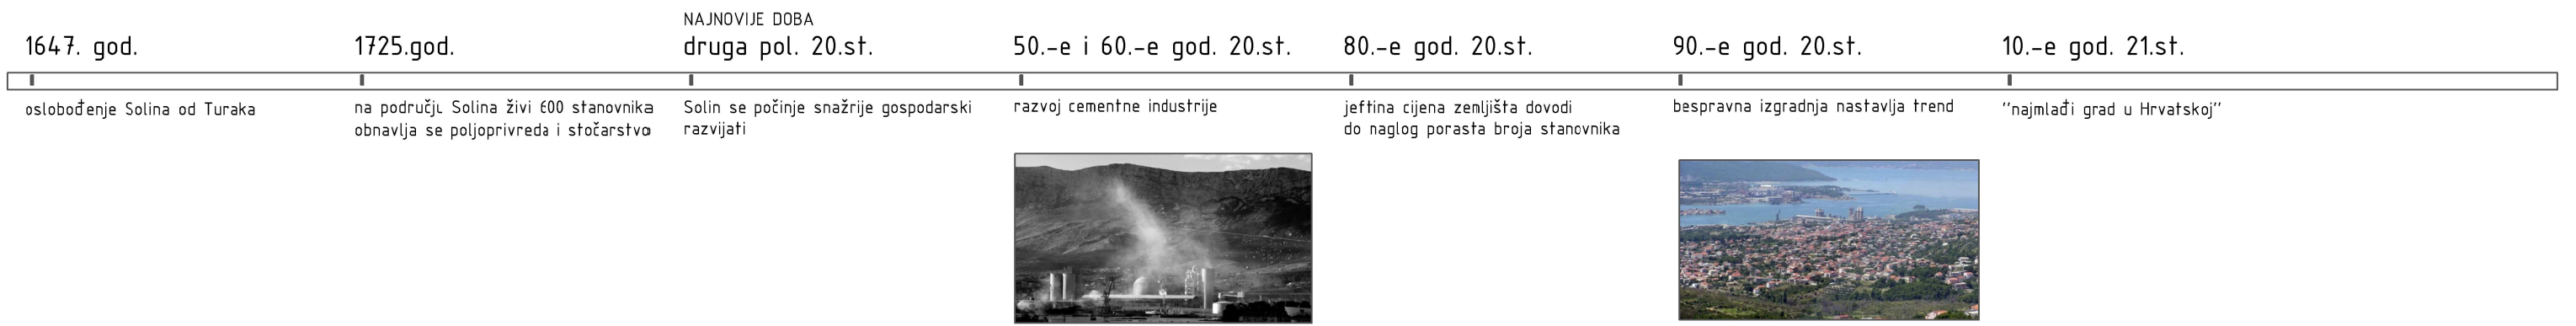 1647. god.
oslobođenje Solina od Turaka
1725.god.
na području Solina živi 600 stanovnika
obnavlja se poljoprivreda i stočarstvo
NAJNOVIJE DOBA
druga pol. 20.st.
Solin se počinje snažrije gospodarski
razvijati
50.-e i 60.-e god. 20.st.
razvoj cementne industrije
80.-e god. 20.st.
jeftina cijena zemljišta dovodi
do naglog porasta broja stanovnika
90.-e god. 20.st.
bespravna izgradnja nastavlja trend
10.-e god. 21.st.
"najmlađi grad u Hrvatskoj"